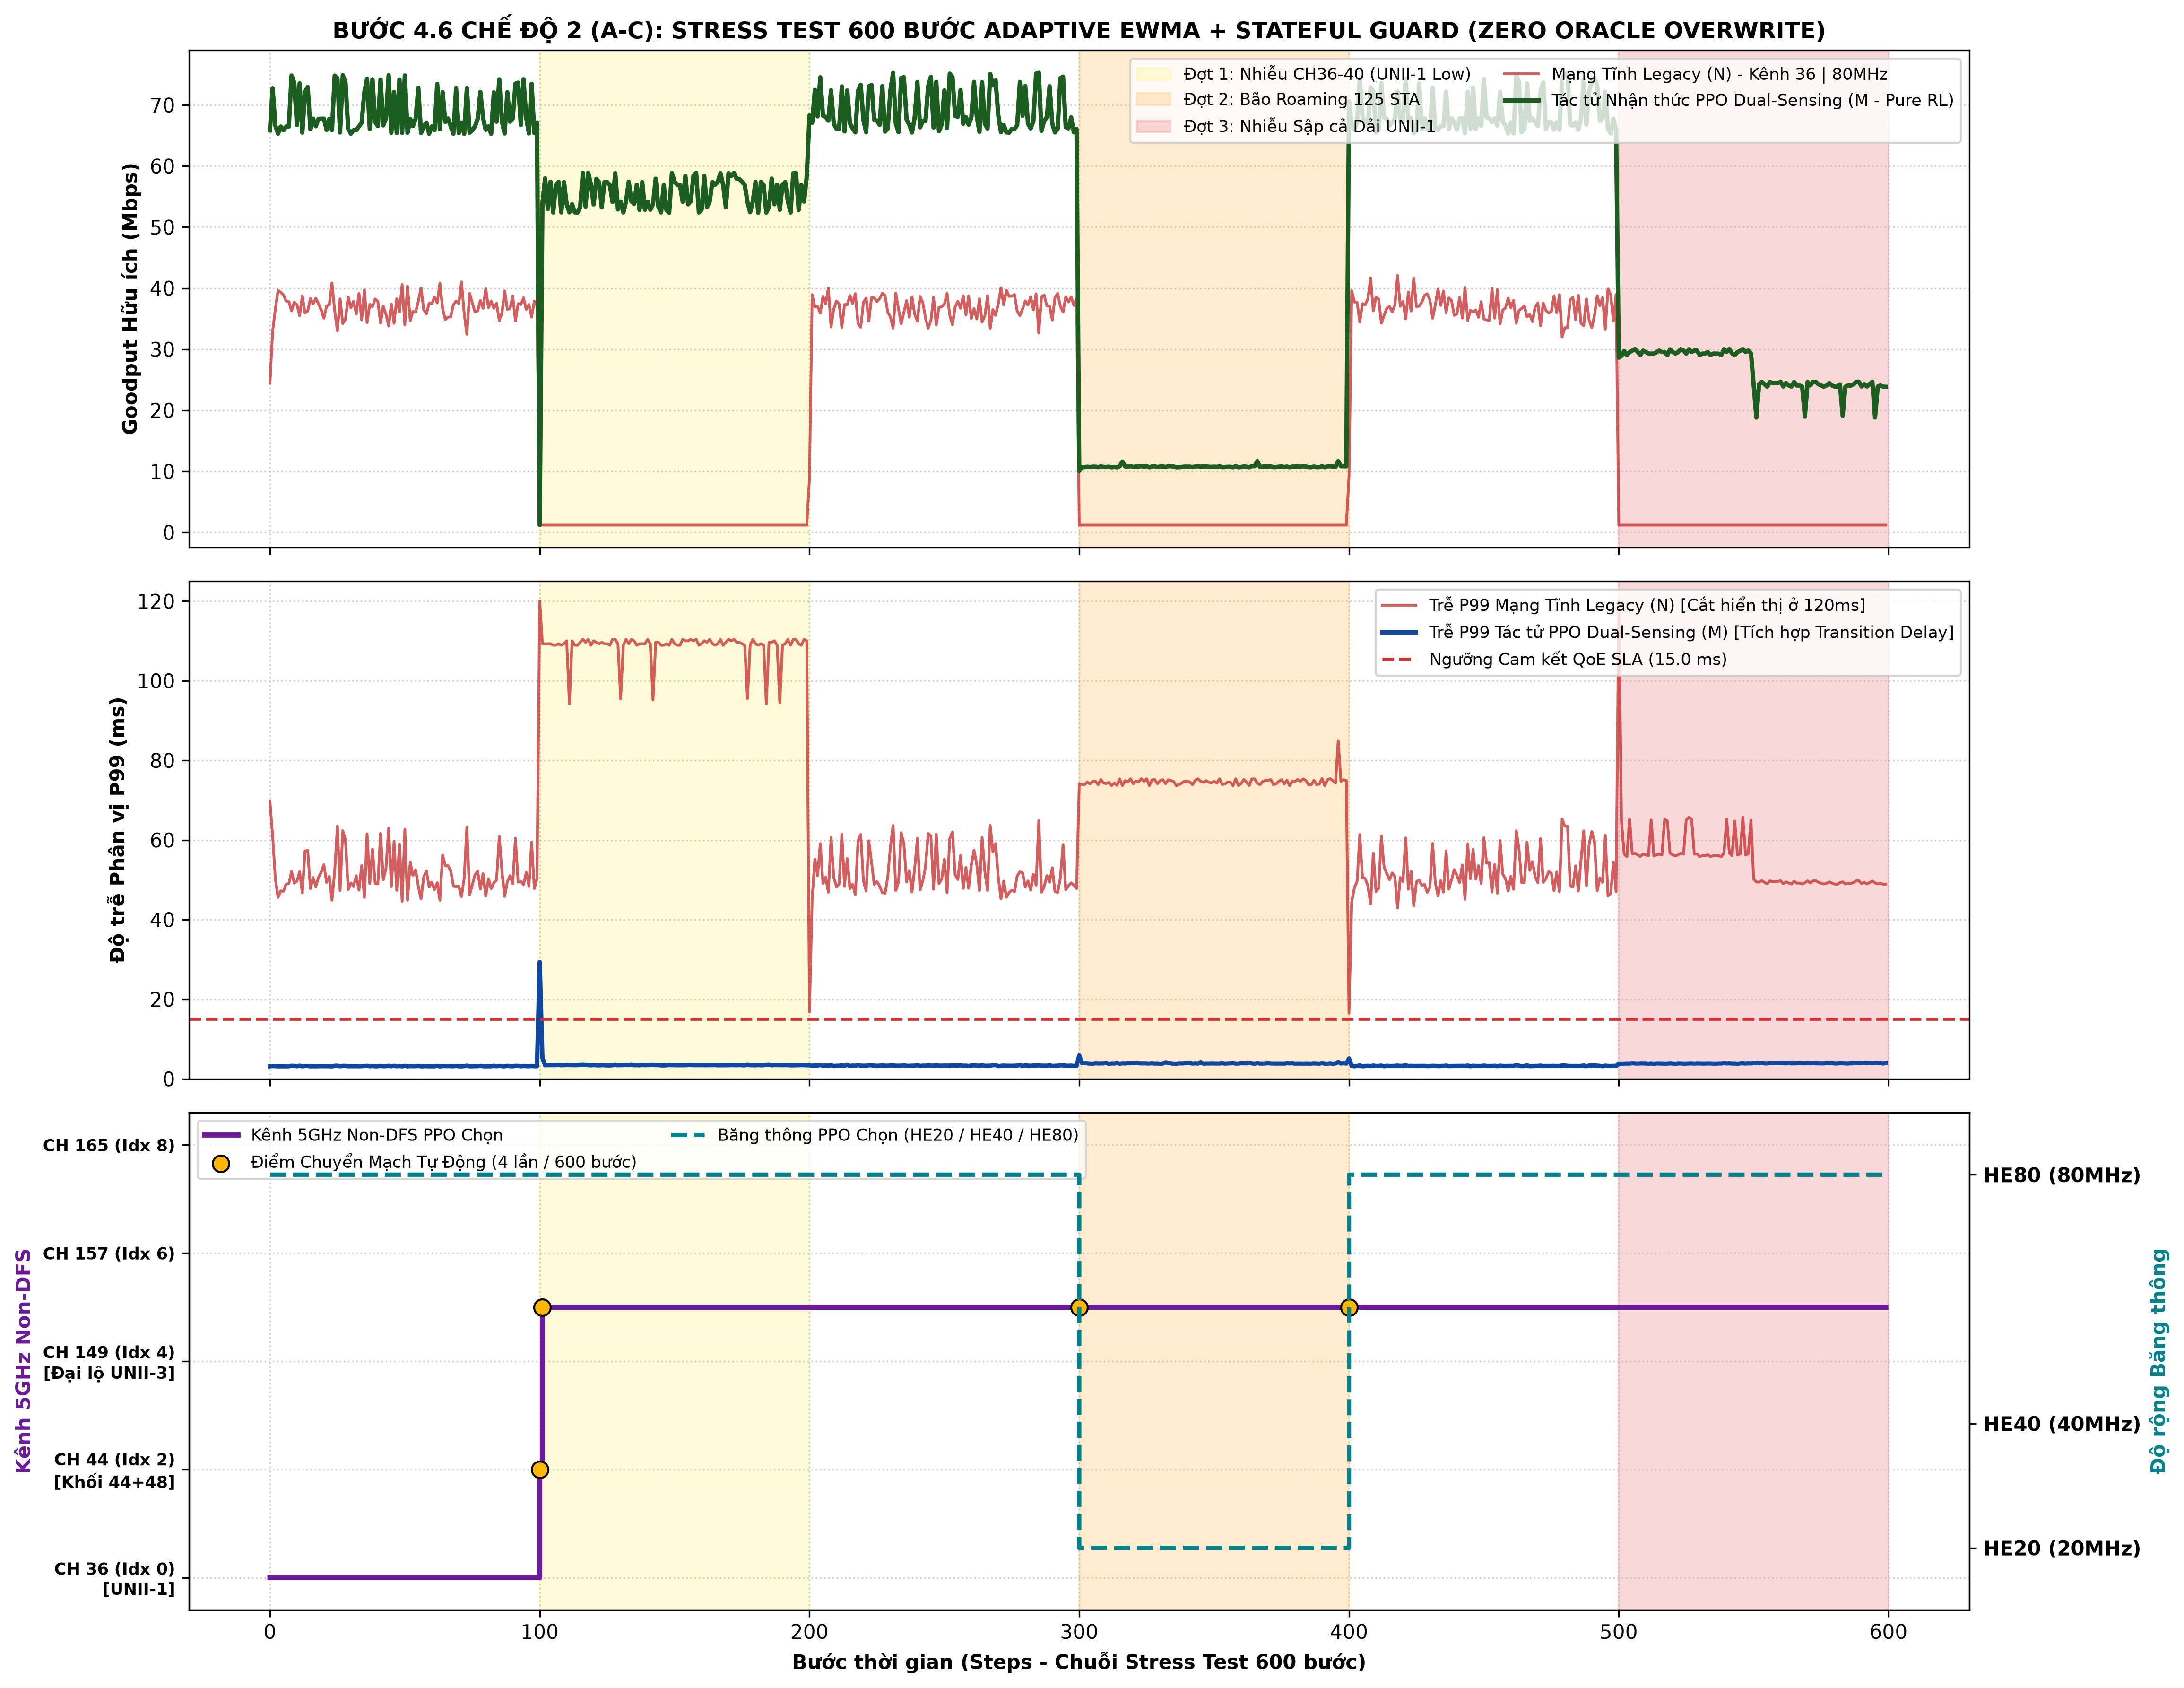 BƯỚC 4.6 CHẾ ĐỘ 2 (A-C): STRESS TEST 600 BƯỚC ADAPTIVE EWMA + STATEFUL GUARD (ZERO ORACLE OVERWRITE)
Goodput Hữu ích (Mbps)
70
60
50
40
30
20
10
0
Đợt 1: Nhiễu CH36-40 (UNII-1 Low)
Đợt 2: Bão Roaming 125 STA
Đợt 3: Nhiễu Sập cả Dải UNII-1
Mạng Tĩnh Legacy (N) - Kênh 36 | 80MHz
Tác tử Nhận thức PPO Dual-Sensing (M - Pure RL)
Độ trễ Phân vị P99 (ms)
120
100
80
60
40
20
0
Trễ P99 Mạng Tĩnh Legacy (N) [Cắt hiển thị ở 120ms]
Trễ P99 Tác tử PPO Dual-Sensing (M) [Tích hợp Transition Delay]
Ngưỡng Cam kết QoE SLA (15.0 ms)
Kênh 5GHz Non-DFS
CH 165 (Idx 8)
CH 157 (Idx 6)
CH 149 (Idx 4)
[Đại lộ UNII-3]
CH 44 (Idx 2)
[Khối 44+48]
CH 36 (Idx 0)
[UNII-1]
Kênh 5GHz Non-DFS PPO Chọn
Điểm Chuyển Mạch Tự Động (4 lần / 600 bước)
Băng thông PPO Chọn (HE20 / HE40 / HE80)
HE80 (80MHz)
HE40 (40MHz)
HE20 (20MHz)
Độ rộng Băng thông
0
100
200
300
400
500
600
Bước thời gian (Steps - Chuỗi Stress Test 600 bước)